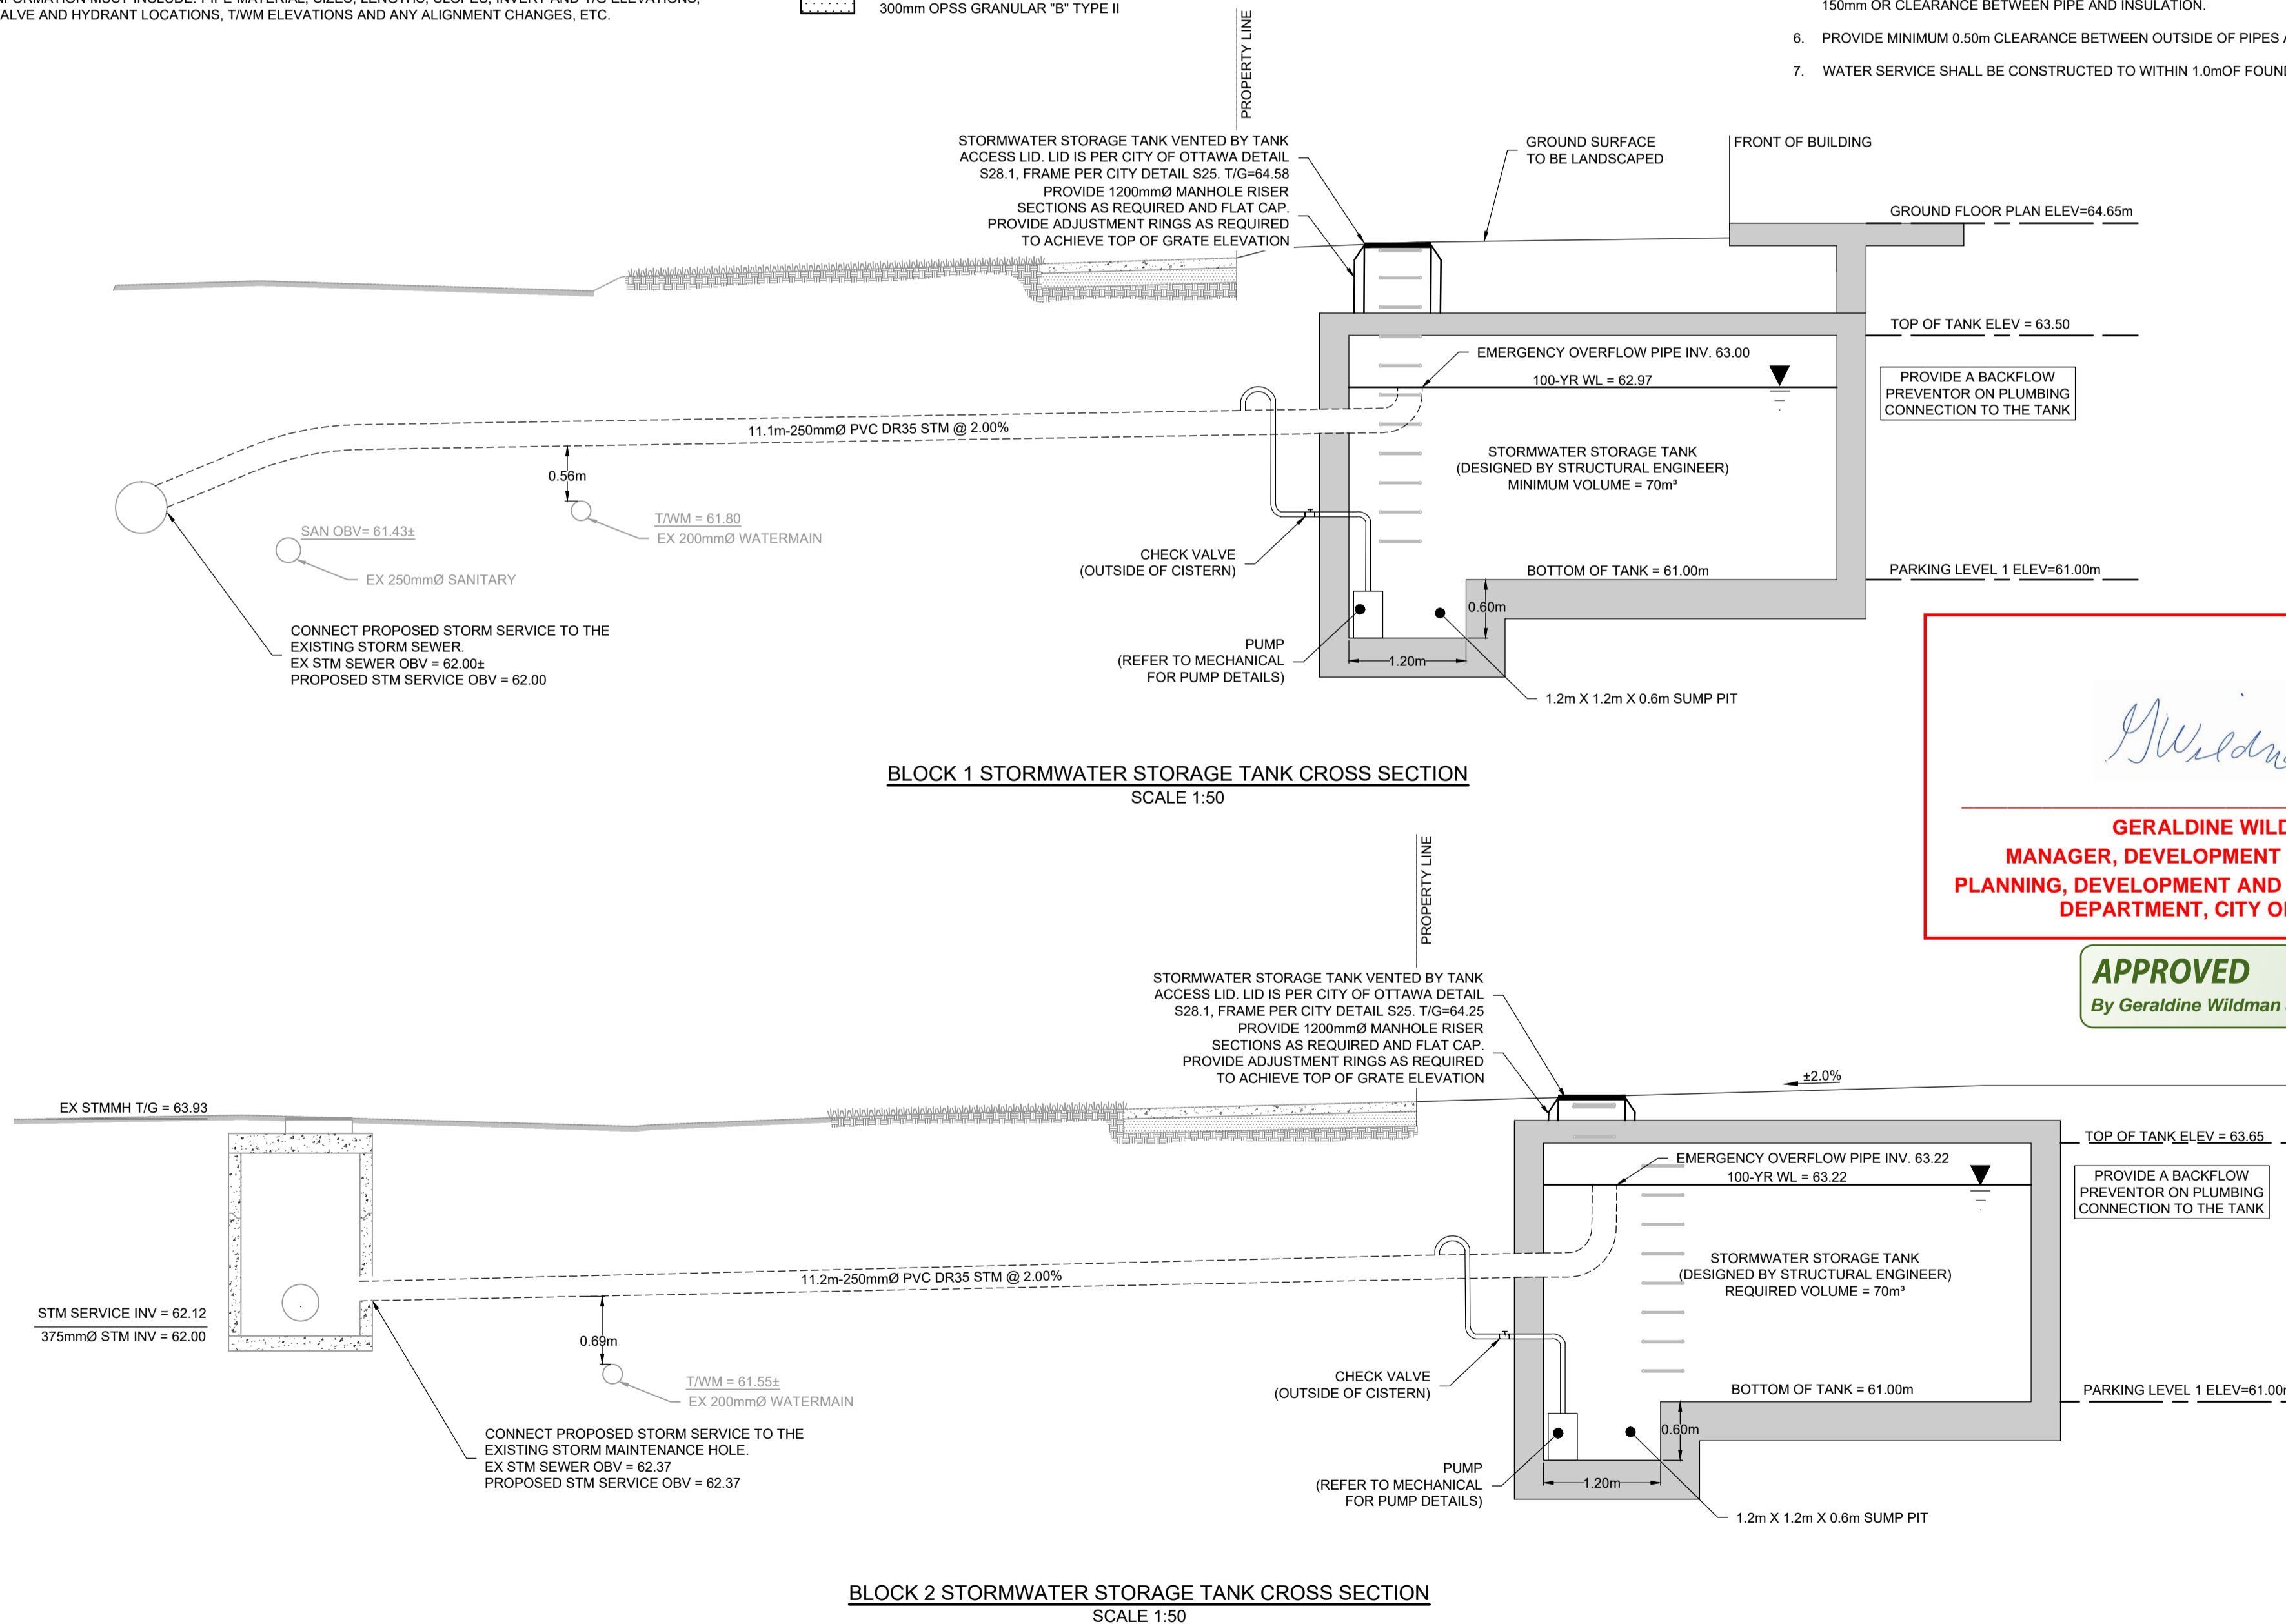 ALVE AND HYDRANT LOCATIONS, T/WM ELEVATIONS AND ANY ALIGNMENT CHANGES, ETC.
300mm OPSS GRANULAR "B" TYPE II
150mm OR CLEARANCE BETWEEN PIPE AND INSULATION.
6. PROVIDE MINIMUM 0.50m CLEARANCE BETWEEN OUTSIDE OF PIPES
7. WATER SERVICE SHALL BE CONSTRUCTED TO WITHIN 1.0mOF FOUN
PROPERTY LINE
STORMWATER STORAGE TANK VENTED BY TANK
ACCESS LID. LID IS PER CITY OF OTTAWA DETAIL
S28.1, FRAME PER CITY DETAIL S25. T/G=64.58
PROVIDE 1200mmØ MANHOLE RISER
SECTIONS AS REQUIRED AND FLAT CAP.
PROVIDE ADJUSTMENT RINGS AS REQUIRED
TO ACHIEVE TOP OF GRATE ELEVATION
GROUND SURFACE
TO BE LANDSCAPED
FRONT OF BUILDING
GROUND FLOOR PLAN ELEV=64.65m
TOP OF TANK ELEV = 63.50
EMERGENCY OVERFLOW PIPE INV. 63.00
100-YR WL = 62.97
PROVIDE A BACKFLOW
PREVENTOR ON PLUMBING
CONNECTION TO THE TANK
11.1m-250mmØ PVC DR35 STM @ 2.00%
0.56m
STORMWATER STORAGE TANK
(DESIGNED BY STRUCTURAL ENGINEER)
MINIMUM VOLUME = 70m³
T/WM = 61.80
EX 200mmØ WATERMAIN
SAN OBV= 61.43±
EX 250mmØ SANITARY
CHECK VALVE
(OUTSIDE OF CISTERN)
BOTTOM OF TANK = 61.00m
PARKING LEVEL 1 ELEV=61.00m
0.60m
CONNECT PROPOSED STORM SERVICE TO THE
EXISTING STORM SEWER.
EX STM SEWER OBV = 62.00±
PROPOSED STM SERVICE OBV = 62.00
PUMP
(REFER TO MECHANICAL
FOR PUMP DETAILS)
1.20m
1.2m X 1.2m X 0.6m SUMP PIT
BLOCK 1 STORMWATER STORAGE TANK CROSS SECTION
SCALE 1:50
GERALDINE WILD
MANAGER, DEVELOPMENT
PLANNING, DEVELOPMENT AND
DEPARTMENT, CITY O
APPROVED
By Geraldine Wildman
PROPERTY LINE
STORMWATER STORAGE TANK VENTED BY TANK
ACCESS LID. LID IS PER CITY OF OTTAWA DETAIL
S28.1, FRAME PER CITY DETAIL S25. T/G=64.25
PROVIDE 1200mmØ MANHOLE RISER
SECTIONS AS REQUIRED AND FLAT CAP.
PROVIDE ADJUSTMENT RINGS AS REQUIRED
TO ACHIEVE TOP OF GRATE ELEVATION
±2.0%
EX STMMH T/G = 63.93
TOP OF TANK ELEV = 63.65
EMERGENCY OVERFLOW PIPE INV. 63.22
100-YR WL = 63.22
PROVIDE A BACKFLOW
PREVENTOR ON PLUMBING
CONNECTION TO THE TANK
11.2m-250mmØ PVC DR35 STM @ 2.00%
STORMWATER STORAGE TANK
(DESIGNED BY STRUCTURAL ENGINEER)
REQUIRED VOLUME = 70m³
STM SERVICE INV = 62.12
375mmØ STM INV = 62.00
0.69m
T/WM = 61.55±
EX 200mmØ WATERMAIN
CHECK VALVE
(OUTSIDE OF CISTERN)
BOTTOM OF TANK = 61.00m
PARKING LEVEL 1 ELEV=61.00
0.60m
CONNECT PROPOSED STORM SERVICE TO THE
EXISTING STORM MAINTENANCE HOLE.
EX STM SEWER OBV = 62.37
PROPOSED STM SERVICE OBV = 62.37
PUMP
(REFER TO MECHANICAL
FOR PUMP DETAILS)
1.20m
1.2m X 1.2m X 0.6m SUMP PIT
BLOCK 2 STORMWATER STORAGE TANK CROSS SECTION
SCALE 1:50